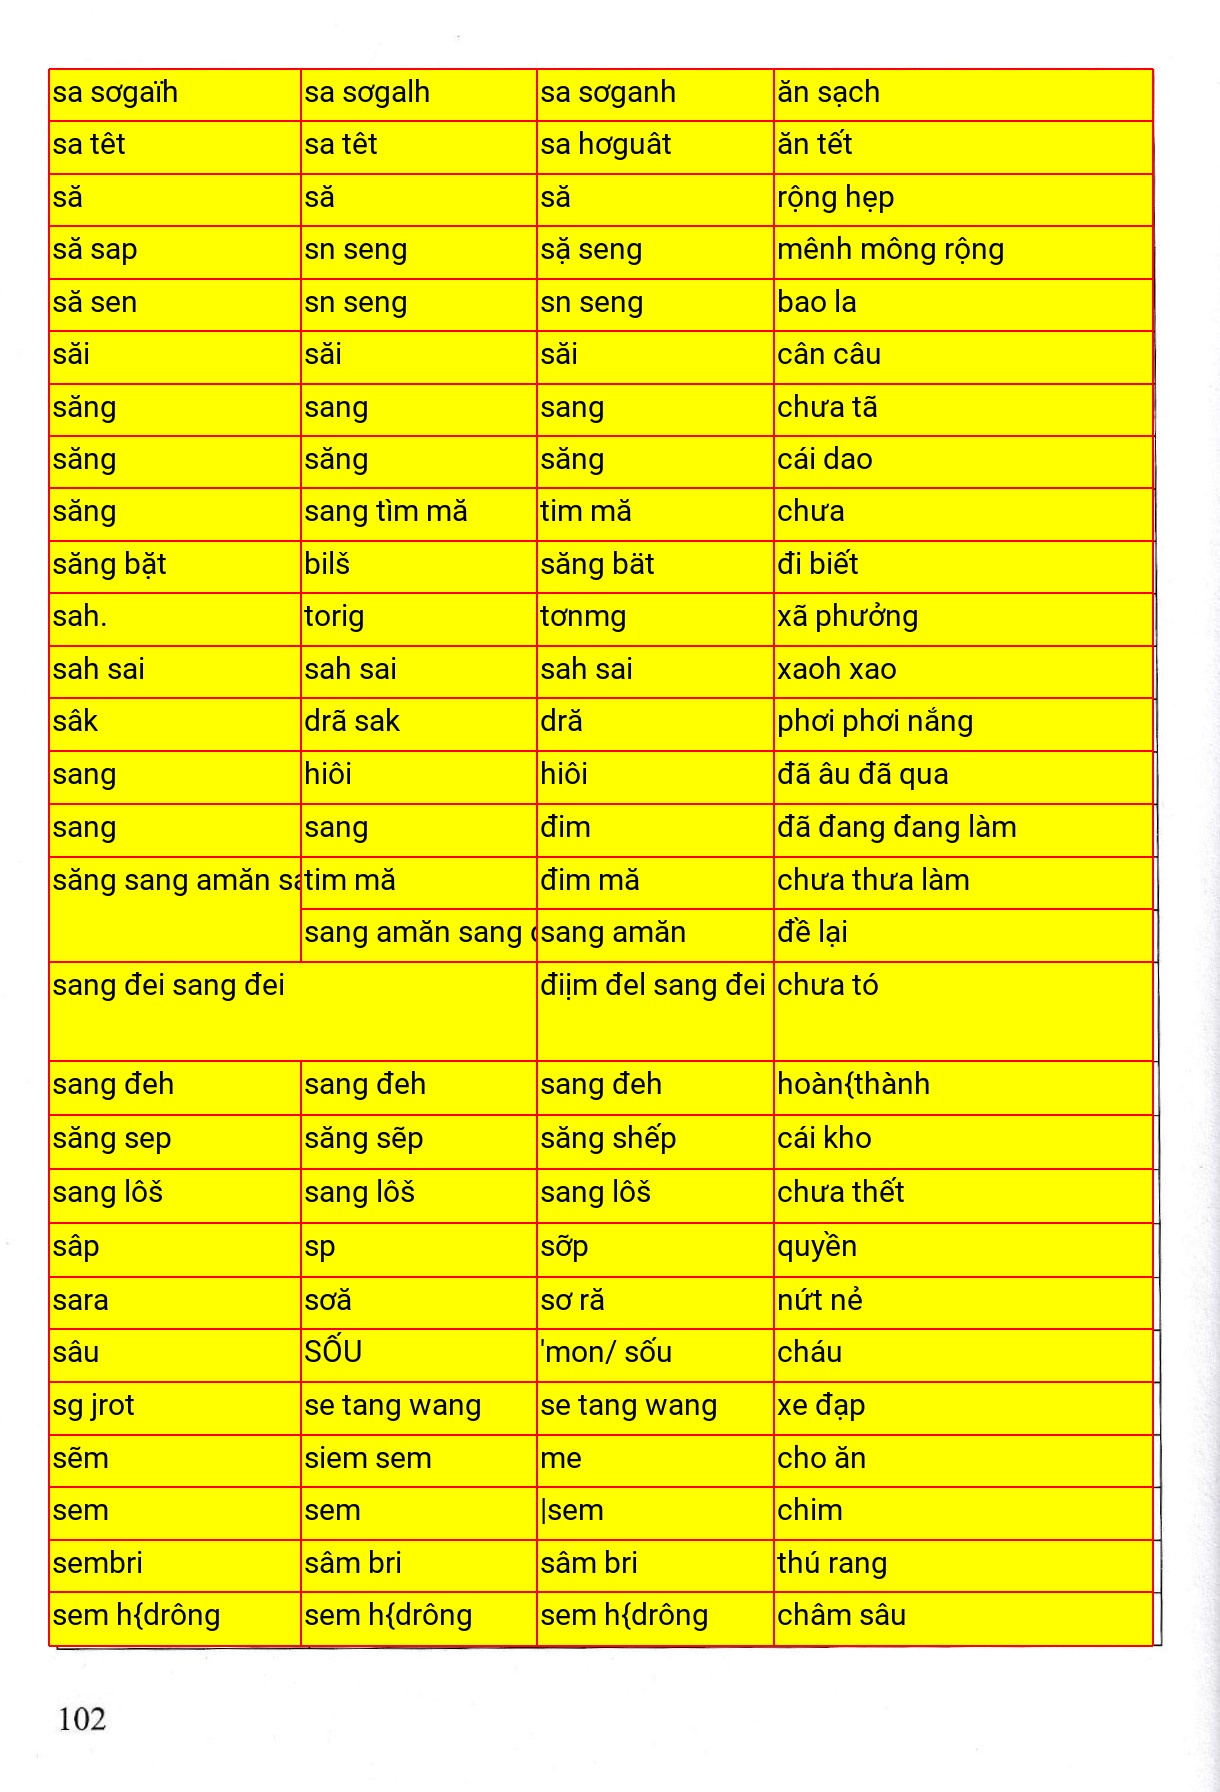 sa sơgaïh sa sơgalh sa sơganh ăn sạch
sa têt sa têt sa hơguât ăn tết
să să să rộng hẹp
să sap sn seng sặ seng mênh mông rộng
să sen sn seng sn seng bao la
săi săi săi cân câu
săng sang sang chưa tã
săng săng săng cái dao
săng sang tìm mă tim mă chưa
săng bặt bilš săng bät đi biết
sah. torig tơnmg xã phưởng
sah sai sah sai sah sai xaoh xao
sâk drã sak dră phơi phơi nắng
sang hiôi hiôi đã âu đã qua
sang sang đim đã đang đang làm
săng sang amăn sa tim mă đim mă chưa thưa làm
sang amăn sang sang amăn đề lại
sang đei sang đei điịm đel sang đei chưa tó
sang đeh sang đeh sang đeh hoàn{thành
săng sep săng sẽp săng shếp cái kho
sang lôš sang lôš sang lôš chưa thết
sâp sp sỡp quyền
sara sơă sơ ră nứt nẻ
sâu SỐU 'mon/ sốu cháu
sg jrot se tang wang se tang wang xe đạp
sẽm siem sem me cho ăn
sem sem |sem chim
sembri sâm bri sâm bri thú rang
sem h{drông sem h{drông sem h{drông châm sâu
102